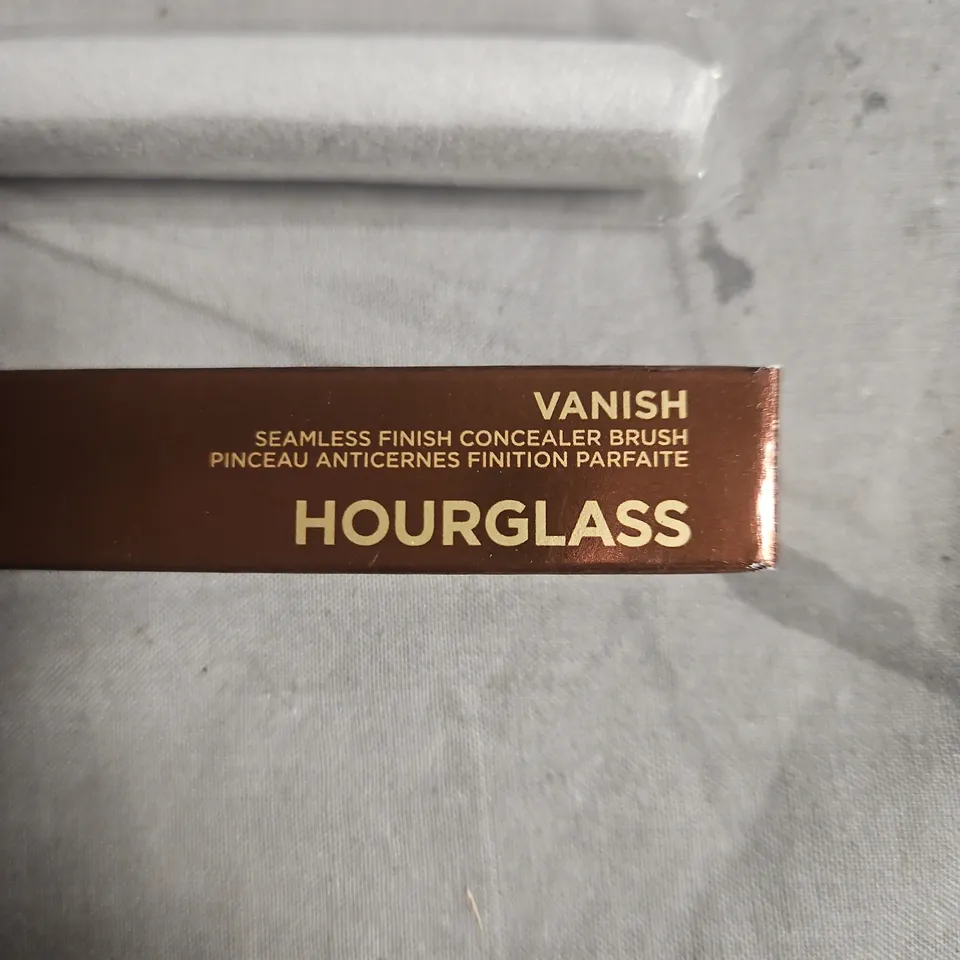 VANISH
SEAMLESS FINISH CONCEALER BRUSH
PINCEAU ANTICERNES FINITION PARFAITE
HOURGLASS